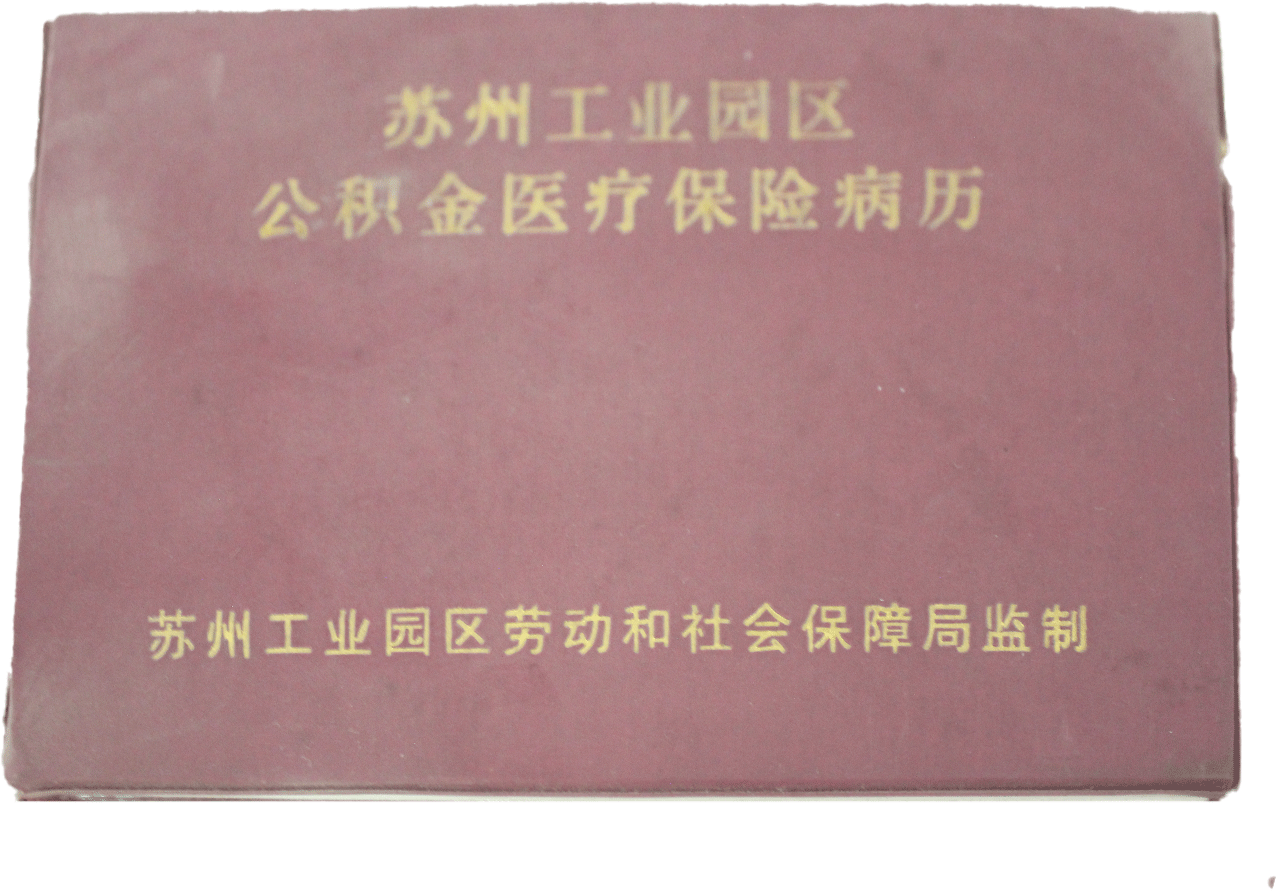 苏州工业园区
公积金医疗保险病历
苏州工业园区劳动和社会保障局监制